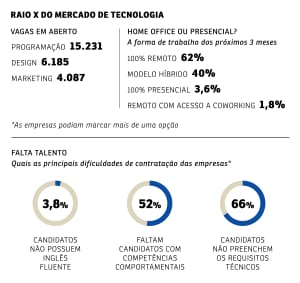 RAIO X DO MERCADO DE TECNOLOGIA
VAGAS EM ABERTO
PROGRAMAÇÃO 15.231
DESIGN 6.185
MARKETING 4.087
HOME OFFICE OU PRESENCIAL?
A forma de trabalho dos próximos 3 meses
100% REMOTO 62%
MODELO HÍBRIDO 40%
100% PRESENCIAL 3,6%
REMOTO COM ACESSO A COWORKING 1,8%
*As empresas podiam marcar mais de uma opção
FALTA TALENTO
Quais as principais dificuldades de contratação das empresas*
3,8%
CANDIDATOS
NÃO POSSUEM
INGLÊS
FLUENTE
52%
FALTAM
CANDIDATOS COM
COMPETÊNCIAS
COMPORTAMENTAIS
66%
CANDIDATOS
NÃO PREENCHEM
OS REQUISITOS
TÉCNICOS